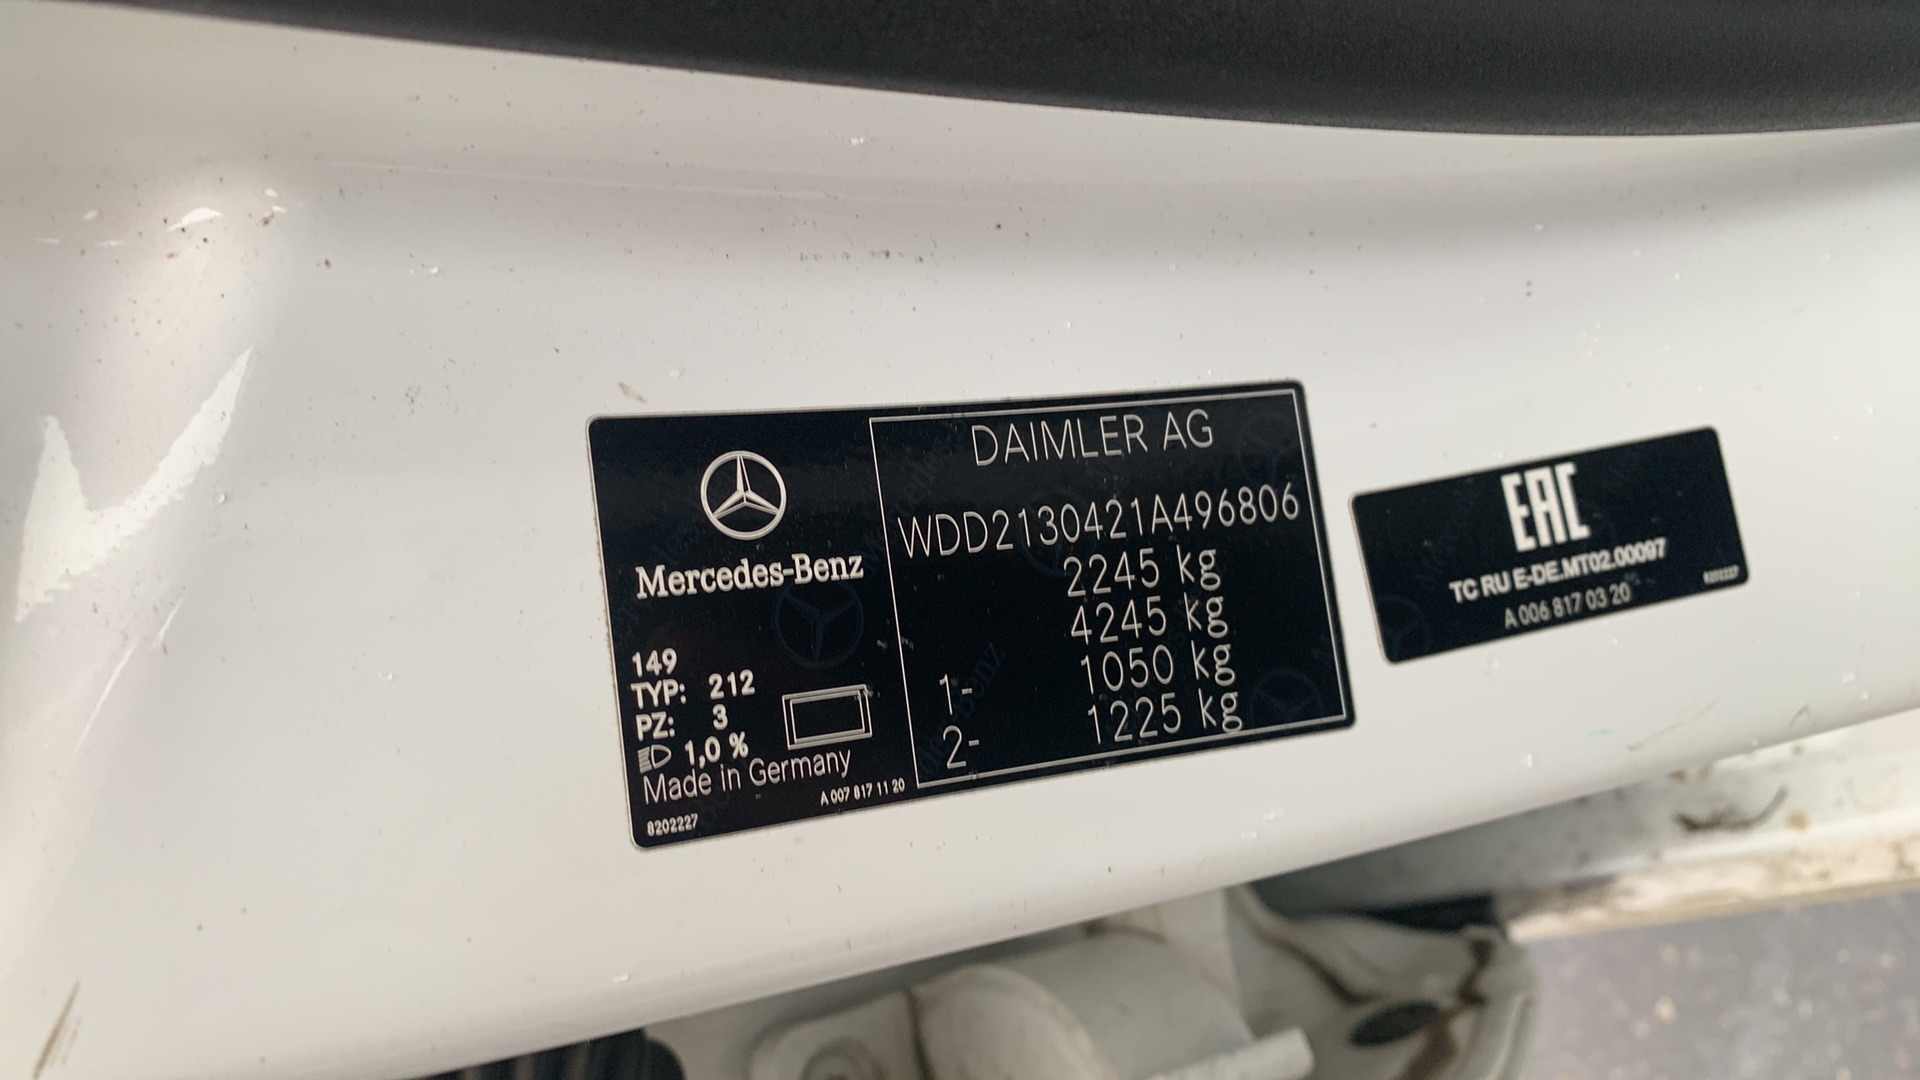 Mercedes-Benz
149
TYP: 212
PZ: 3
1,0 %
Made in Germany
A 007 817 11 20
8202227
DAIMLER AG
WDD2130421A496806
2245 kg
4245 kg
1- 1050 kg
2- 1225 kg
EAC
TC RU E-DE.MT02.00097
A 006 817 03 20